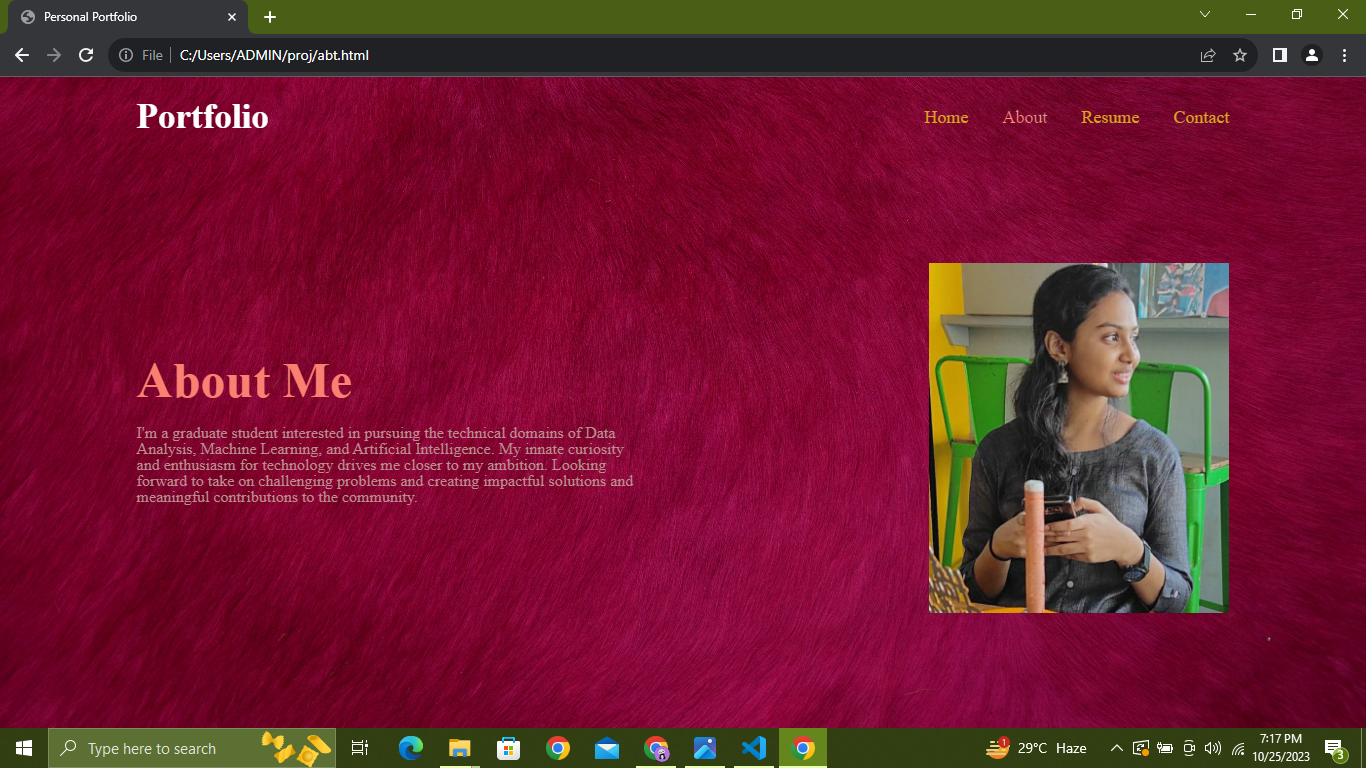 Personal Portfolio
File
C:/Users/ADMIN/proj/abt.html
Portfolio
Home
About
Resume
Contact
About Me
I'm a graduate student interested in pursuing the technical domains of Data
Analysis, Machine Learning, and Artificial Intelligence. My innate curiosity
and enthusiasm for technology drives me closer to my ambition. Looking
forward to take on challenging problems and creating impactful solutions and
meaningful contributions to the community.
Type here to search
1
29°C Haze
7:17 PM
10/25/2023
3